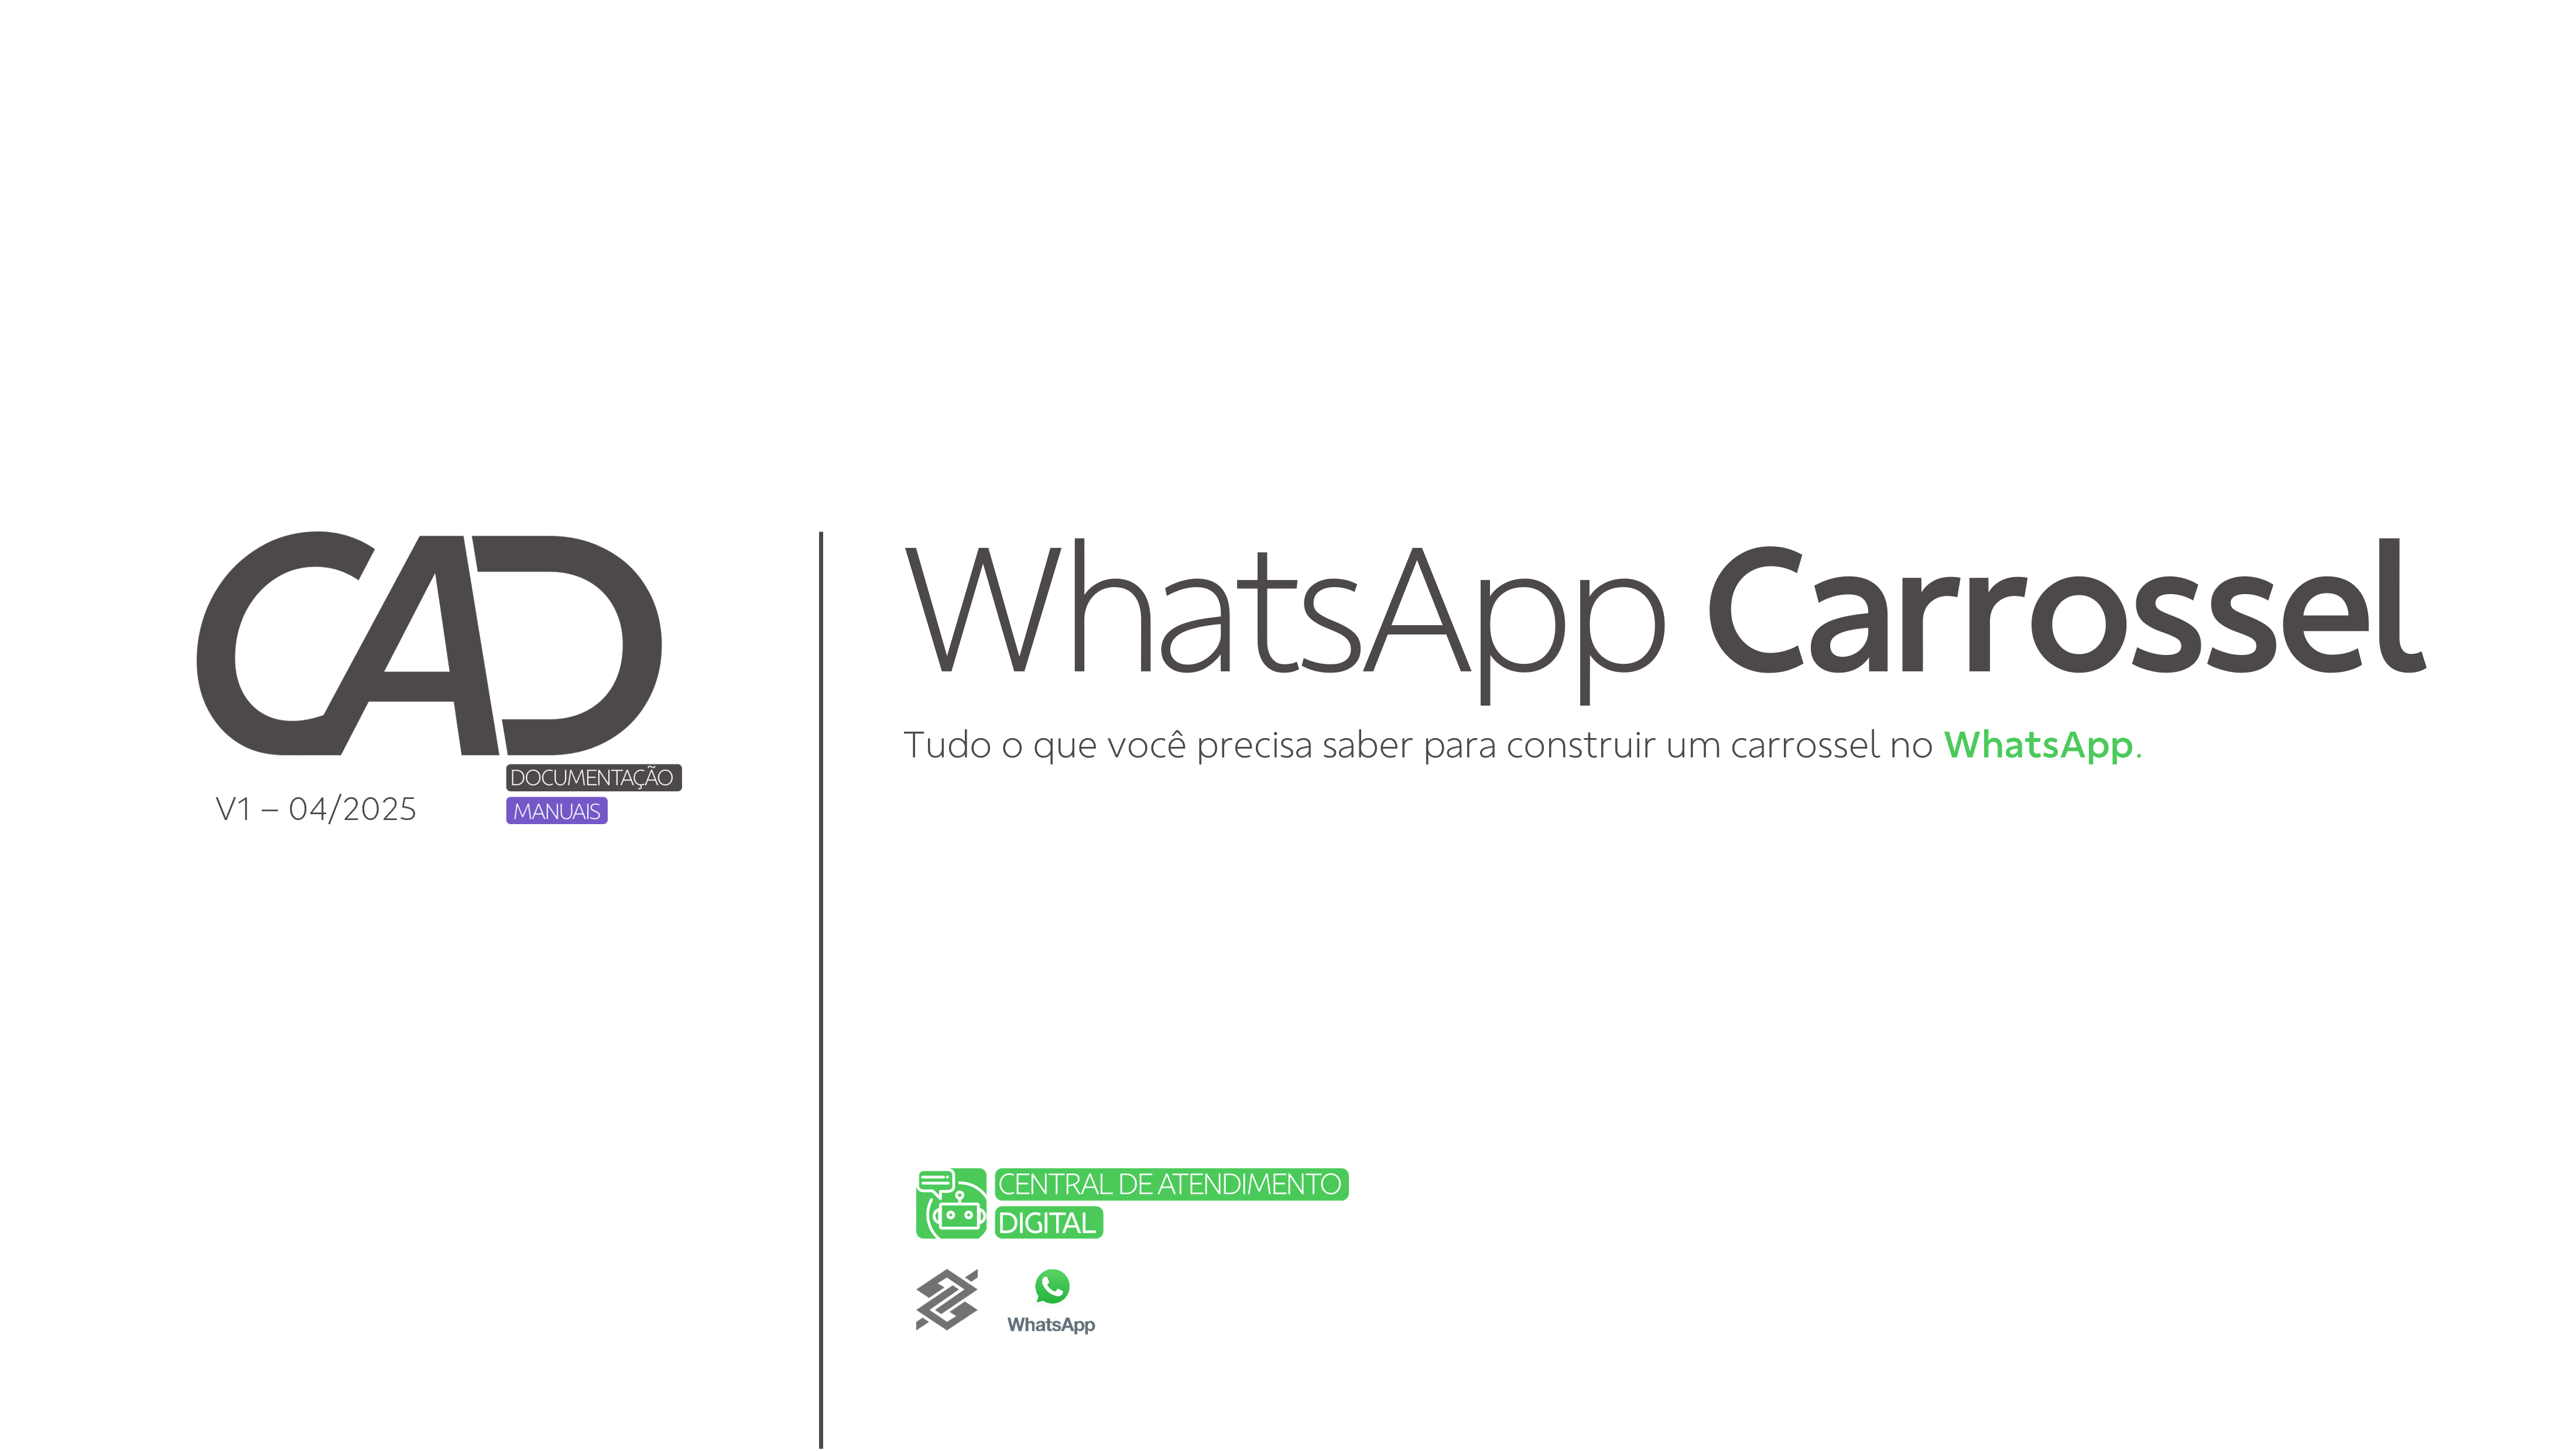 CAD
DOCUMENTAÇÃO
V1 – 04/2025
MANUAIS
WhatsApp Carrossel
Tudo o que você precisa saber para construir um carrossel no WhatsApp.
CENTRAL DE ATENDIMENTO
DIGITAL
WhatsApp